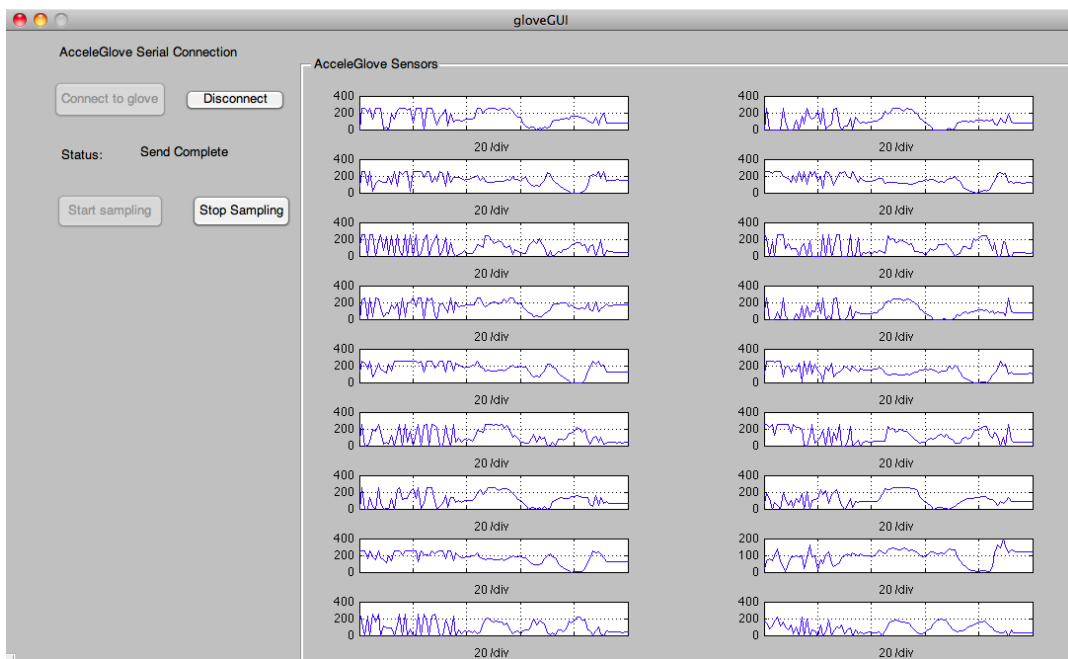 gloveGUI
AcceleGlove Serial Connection
Connect to glove
Disconnect
Status:
Send Complete
Start sampling
Stop Sampling
AcceleGlove Sensors
400
200
0
20 /div
400
200
0
20 /div
400
200
0
20 /div
400
200
0
20 /div
400
200
0
20 /div
400
200
0
20 /div
400
200
0
20 /div
400
200
0
20 /div
400
200
0
20 /div
400
200
0
20 /div
400
200
0
20 /div
400
200
0
20 /div
400
200
0
20 /div
400
200
0
20 /div
400
200
0
20 /div
200
100
0
20 /div
400
200
0
20 /div
400
200
0
20 /div